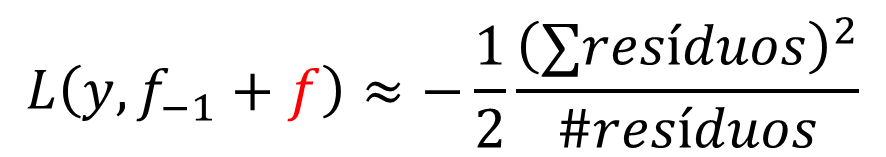 L(y, f₋₁ + f) ≈ − 1/2 (∑resíduos)² / #resíduos